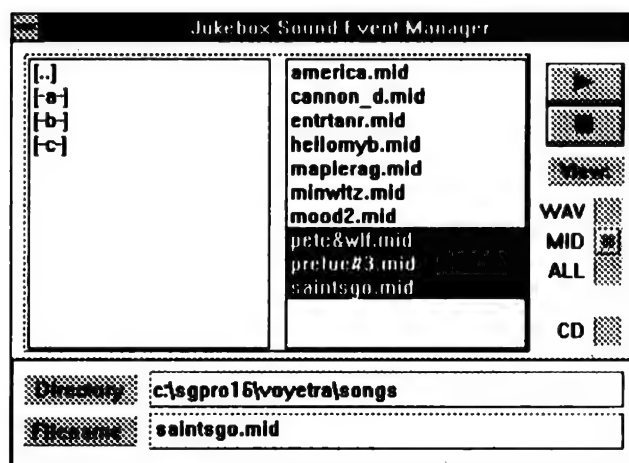 Jukebox Sound Event Manager
[..]
[-a-]
[-b-]
[-c-]
america.mid
cannon_d.mid
entrtanr.mid
hellomyb.mid
maplerag.mid
minwltz.mid
mood2.mid
pete&wlf.mid
prelue#3.mid
saintsgo.mid
View:
WAV
MID
ALL
CD
Directory
c:\sgpro16\voyetra\songs
Filename
saintsgo.mid